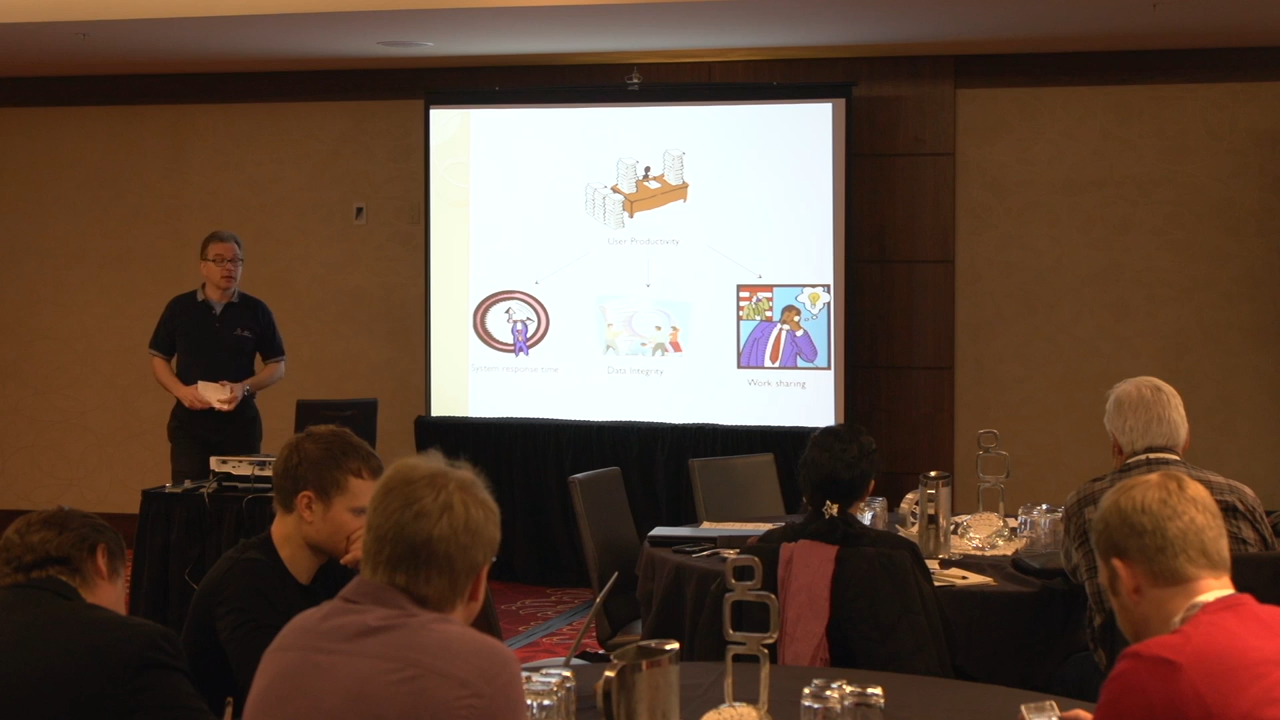 User Productivity
System response time
Data Integrity
Work sharing